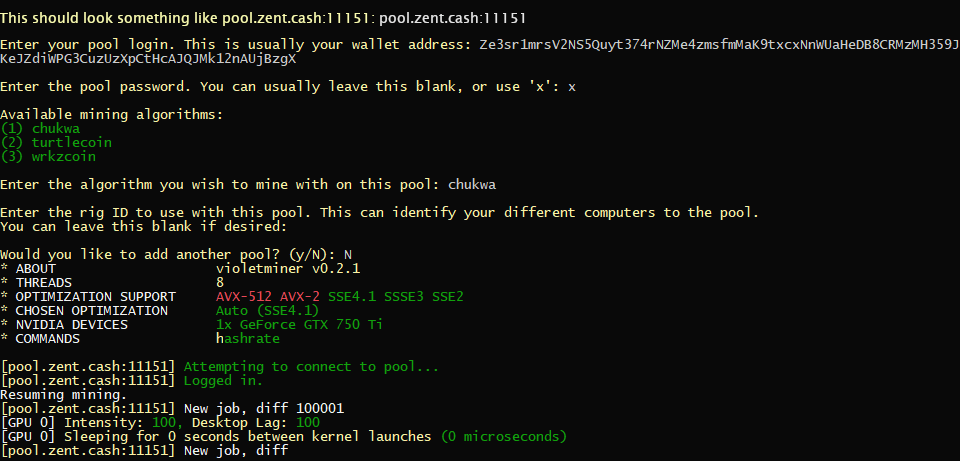 This should look something like pool.zent.cash:11151: pool.zent.cash:11151
Enter your pool login. This is usually your wallet address: Ze3sr1mrsV2NS5Quyt374rNZMe4zmsfmMaK9txcxNnWUaHeDB8CRMzMH359J
KeJZdiWPG3CuzUzXpCtHcAJQJMk12nAUjBzgX
Enter the pool password. You can usually leave this blank, or use 'x': x
Available mining algorithms:
(1) chukwa
(2) turtlecoin
(3) wrkzcoin
Enter the algorithm you wish to mine with on this pool: chukwa
Enter the rig ID to use with this pool. This can identify your different computers to the pool.
You can leave this blank if desired:
Would you like to add another pool? (y/N): N
* ABOUT violetminer v0.2.1
* THREADS 8
* OPTIMIZATION SUPPORT AVX-512 AVX-2 SSE4.1 SSSE3 SSE2
* CHOSEN OPTIMIZATION Auto (SSE4.1)
* NVIDIA DEVICES 1x GeForce GTX 750 Ti
* COMMANDS hashrate
[pool.zent.cash:11151] Attempting to connect to pool...
[pool.zent.cash:11151] Logged in.
Resuming mining.
[pool.zent.cash:11151] New job, diff 100001
[GPU 0] Intensity: 100, Desktop Lag: 100
[GPU 0] Sleeping for 0 seconds between kernel launches (0 microseconds)
[pool.zent.cash:11151] New job, diff